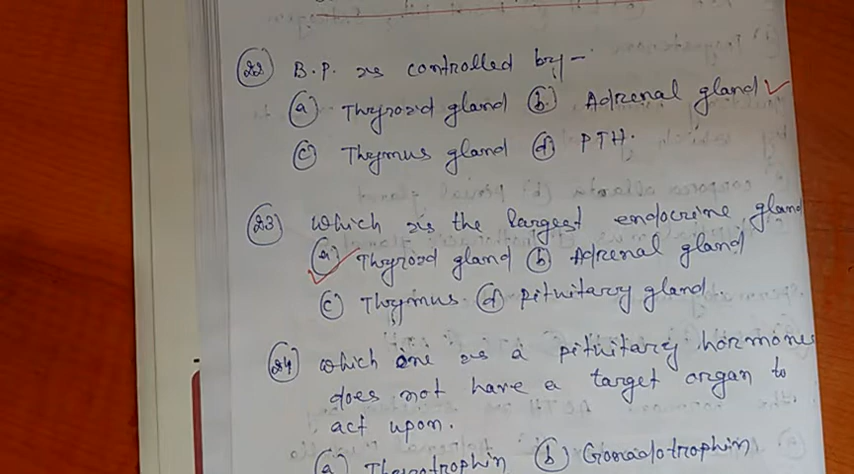 22 B.P. is controlled by -
(a) Thyroid gland (b) Adrenal gland ✓
(c) Thymus gland (d) PTH.
23) Which is the largest endocrine gland
(a) Thyroid gland (b) Adrenal gland
(c) Thymus (d) pituitary gland.
24) Which one is a pituitary hormones
does not have a target organ to
act upon.
(a) Thyrotrophin (b) Gonadotrophin